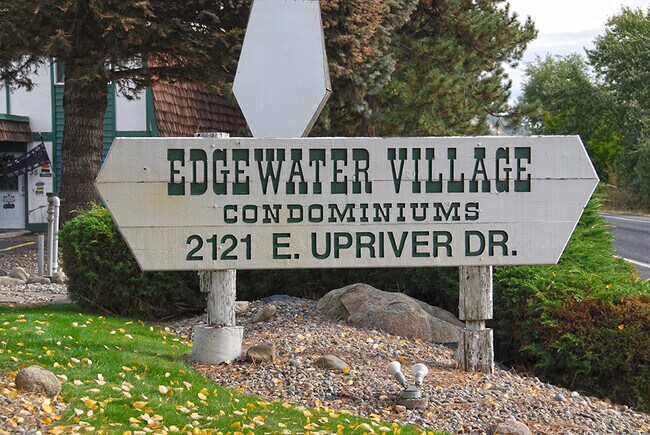 EDGEWATER VILLAGE
CONDOMINIUMS
2121 E. UPRIVER DR.